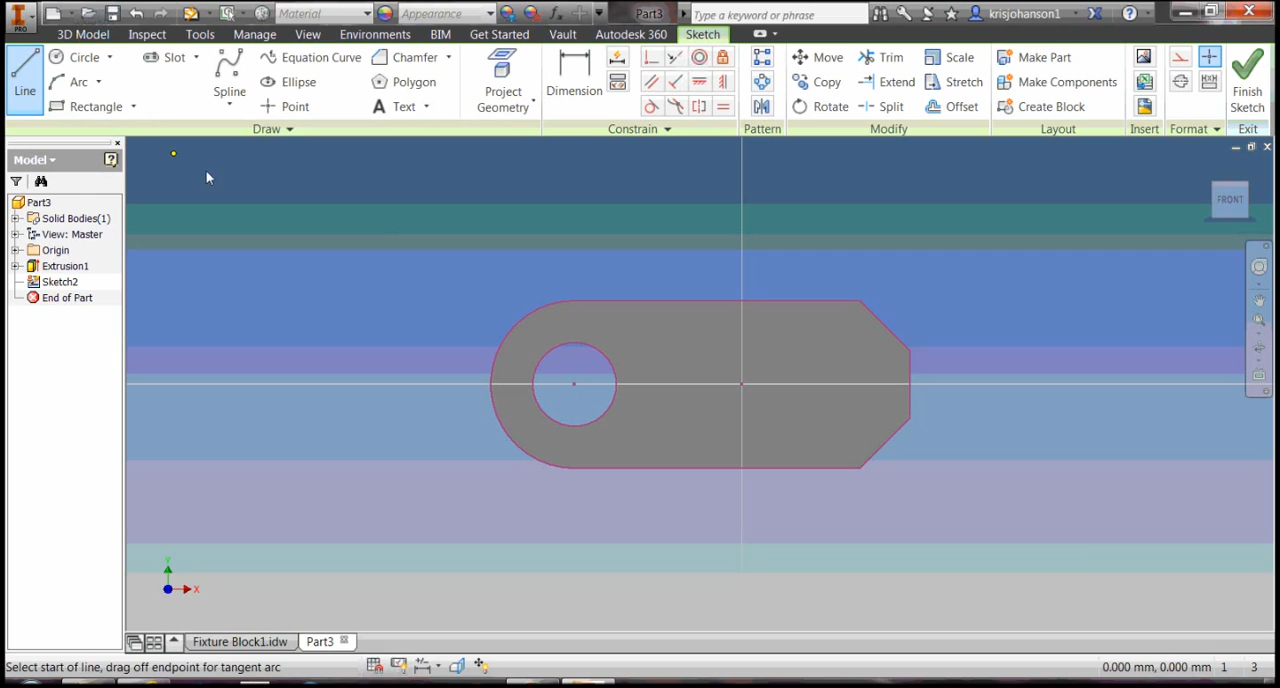 Material Appearance Part3 Type a keyword or phrase krisjohanson1
PRO 3D Model Inspect Tools Manage View Environments BIM Get Started Vault Autodesk 360 Sketch
Circle Slot Equation Curve Chamfer Move Trim Scale Make Part
Line Arc Spline Ellipse Polygon Project Geometry Dimension Copy Extend Stretch Make Components Finish Sketch
Rectangle Point Text Rotate Split Offset Create Block
Draw Constrain Pattern Modify Layout Insert Format Exit
Model
FRONT
Part3
Solid Bodies(1)
View: Master
Origin
Extrusion1
Sketch2
End of Part
Y
X
Fixture Block1.idw Part3
Select start of line, drag off endpoint for tangent arc 0.000 mm, 0.000 mm 1 3